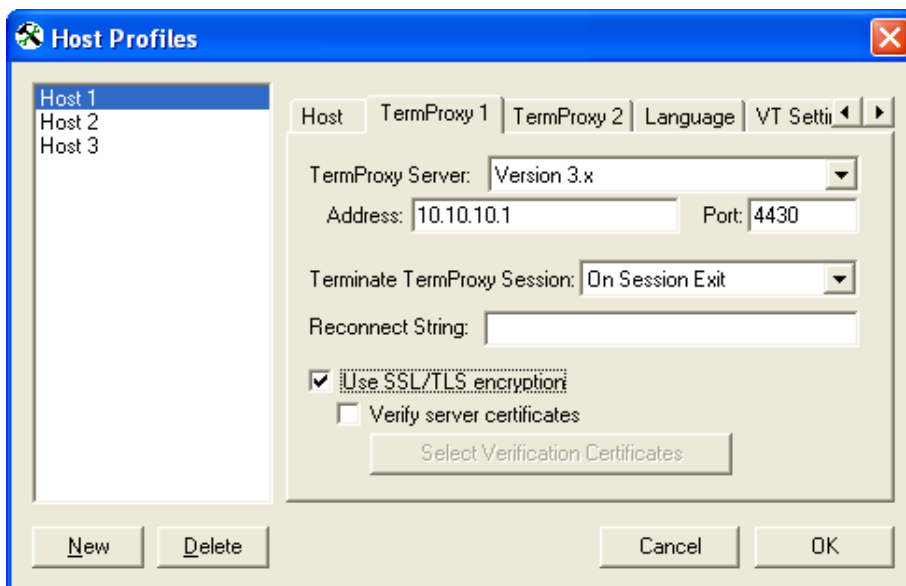 Host Profiles
Host 1
Host 2
Host 3
Host TermProxy 1 TermProxy 2 Language VT Settin
TermProxy Server: Version 3.x
Address: 10.10.10.1 Port: 4430
Terminate TermProxy Session: On Session Exit
Reconnect String:
Use SSL/TLS encryption
Verify server certificates
Select Verification Certificates
New Delete Cancel OK